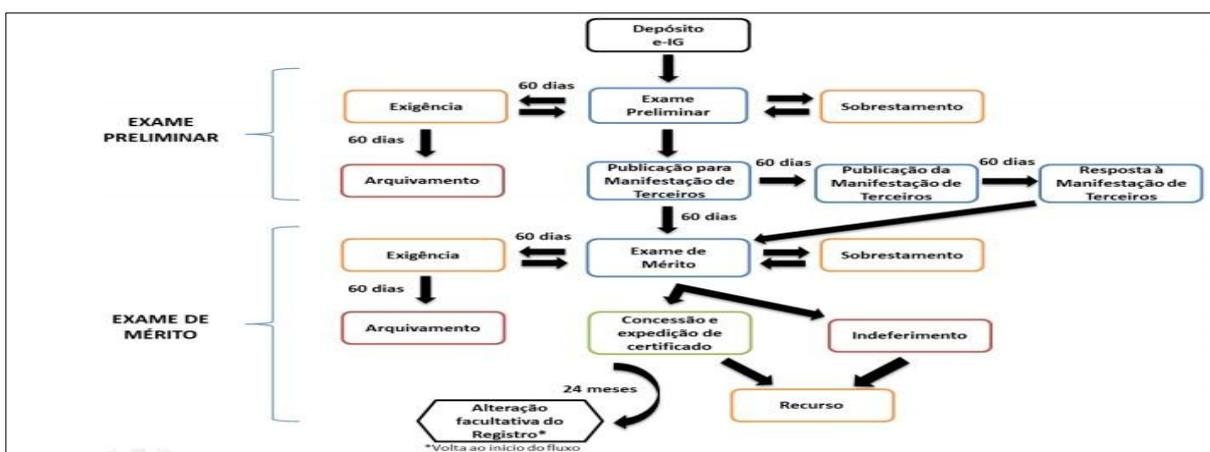 Depósito
e-IG
60 dias
Exigência
Exame
Preliminar
Sobrestamento
EXAME
PRELIMINAR
60 dias
Arquivamento
Publicação para
Manifestação de
Terceiros
60 dias
Publicação da
Manifestação de
Terceiros
60 dias
Resposta à
Manifestação de
Terceiros
60 dias
60 dias
Exigência
Exame de
Mérito
Sobrestamento
60 dias
EXAME DE
MÉRITO
Arquivamento
Concessão e
expedição de
certificado
Indeferimento
24 meses
Recurso
Alteração
facultativa do
Registro*
*Volta ao início do fluxo